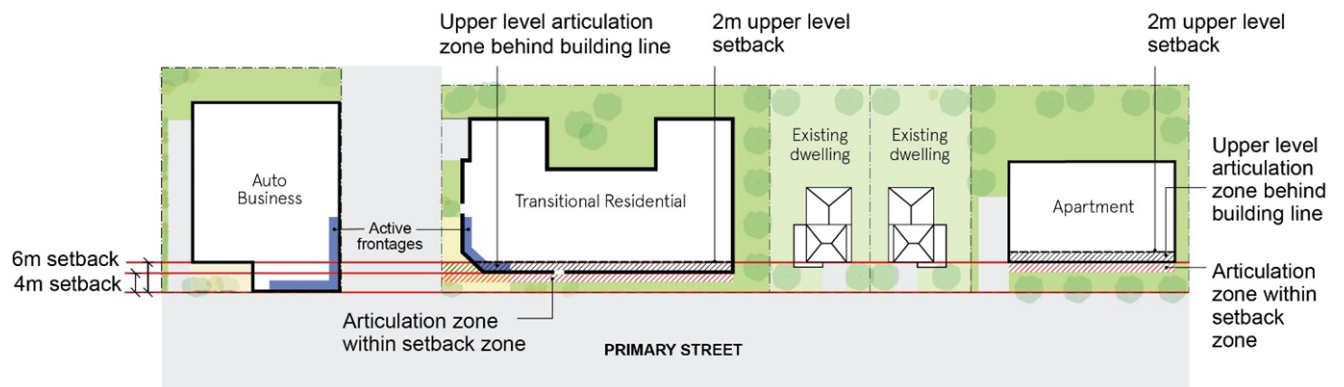 Upper level articulation
zone behind building line
2m upper level
setback
2m upper level
setback
Existing
dwelling
Existing
dwelling
Upper level
articulation
zone behind
building line
Auto
Business
Transitional Residential
Apartment
Active
frontages
6m setback
4m setback
Articulation
zone within
setback
zone
Articulation zone
within setback zone
PRIMARY STREET